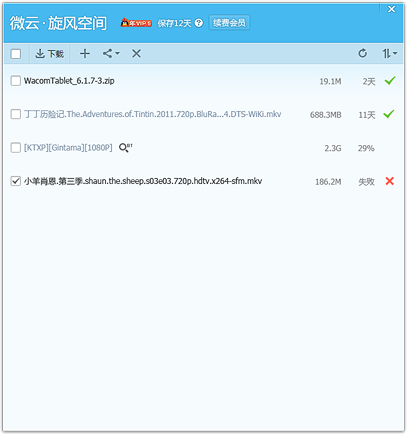 微云·旋风空间 年VIP 6 保存12天 续费会员
下载
WacomTablet_6.1.7-3.zip 19.1M 2天
丁丁历险记.The.Adventures.of.Tintin.2011.720p.BluRa...4.DTS-WiKi.mkv 688.3MB 11天
[KTXP][Gintama][1080P] BT 2.3G 29%
小羊肖恩.第三季.shaun.the.sheep.s03e03.720p.hdtv.x264-sfm.mkv 186.2M 失败